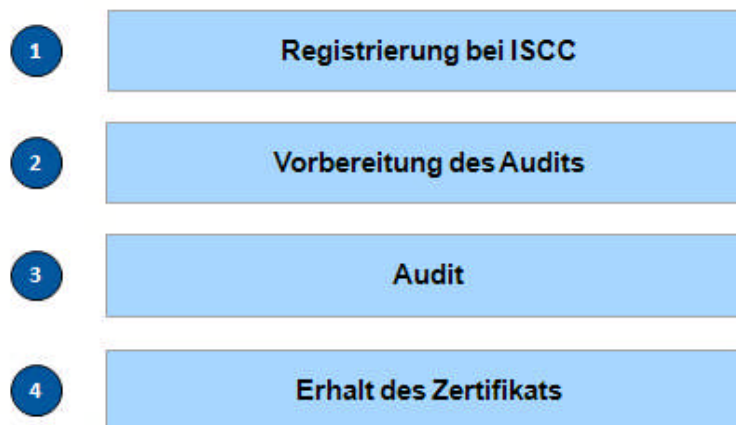 1 Registrierung bei ISCC
2 Vorbereitung des Audits
3 Audit
4 Erhalt des Zertifikats